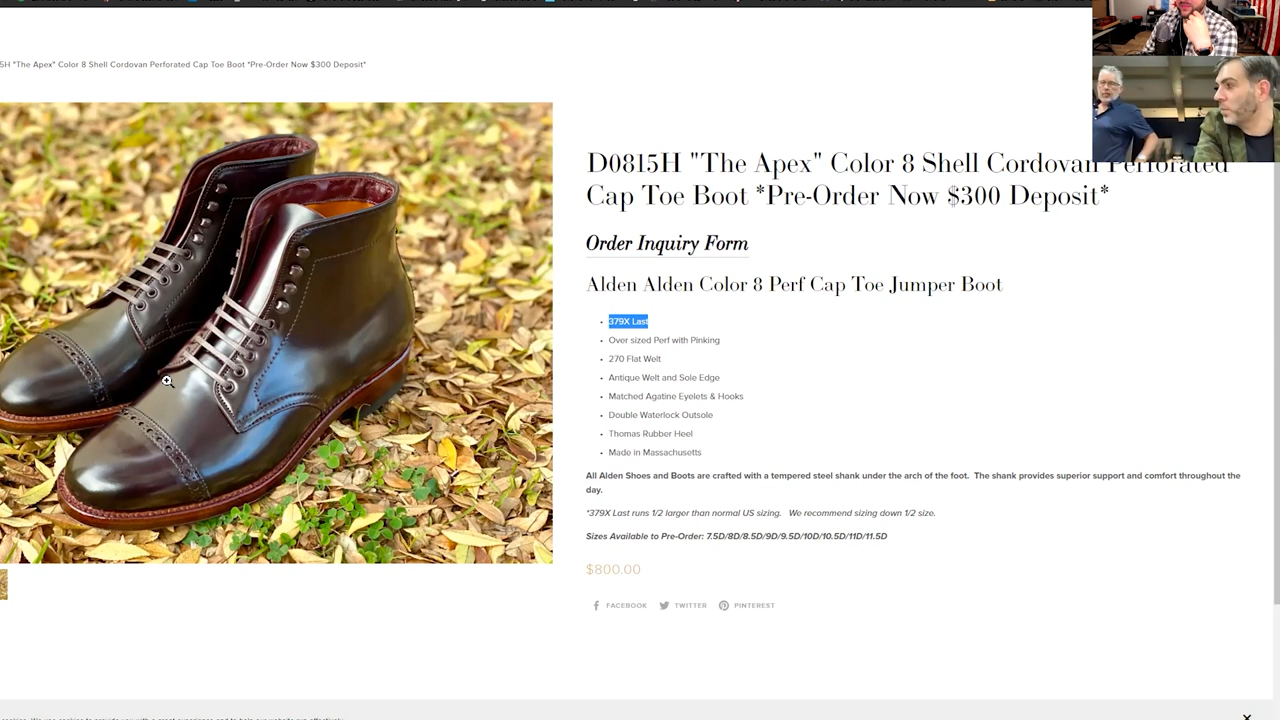 5H "The Apex" Color 8 Shell Cordovan Perforated Cap Toe Boot *Pre-Order Now $300 Deposit*
D0815H "The Apex" Color 8 Shell Cordovan Perforated
Cap Toe Boot *Pre-Order Now $300 Deposit*
Order Inquiry Form
Alden Alden Color 8 Perf Cap Toe Jumper Boot
• 379X Last
• Over sized Perf with Pinking
• 270 Flat Welt
• Antique Welt and Sole Edge
• Matched Agatine Eyelets & Hooks
• Double Waterlock Outsole
• Thomas Rubber Heel
• Made in Massachusetts
All Alden Shoes and Boots are crafted with a tempered steel shank under the arch of the foot. The shank provides superior support and comfort throughout the
day.
*379X Last runs 1/2 larger than normal US sizing. We recommend sizing down 1/2 size.
Sizes Available to Pre-Order: 7.5D/8D/8.5D/9D/9.5D/10D/10.5D/11D/11.5D
$800.00
FACEBOOK TWITTER PINTEREST